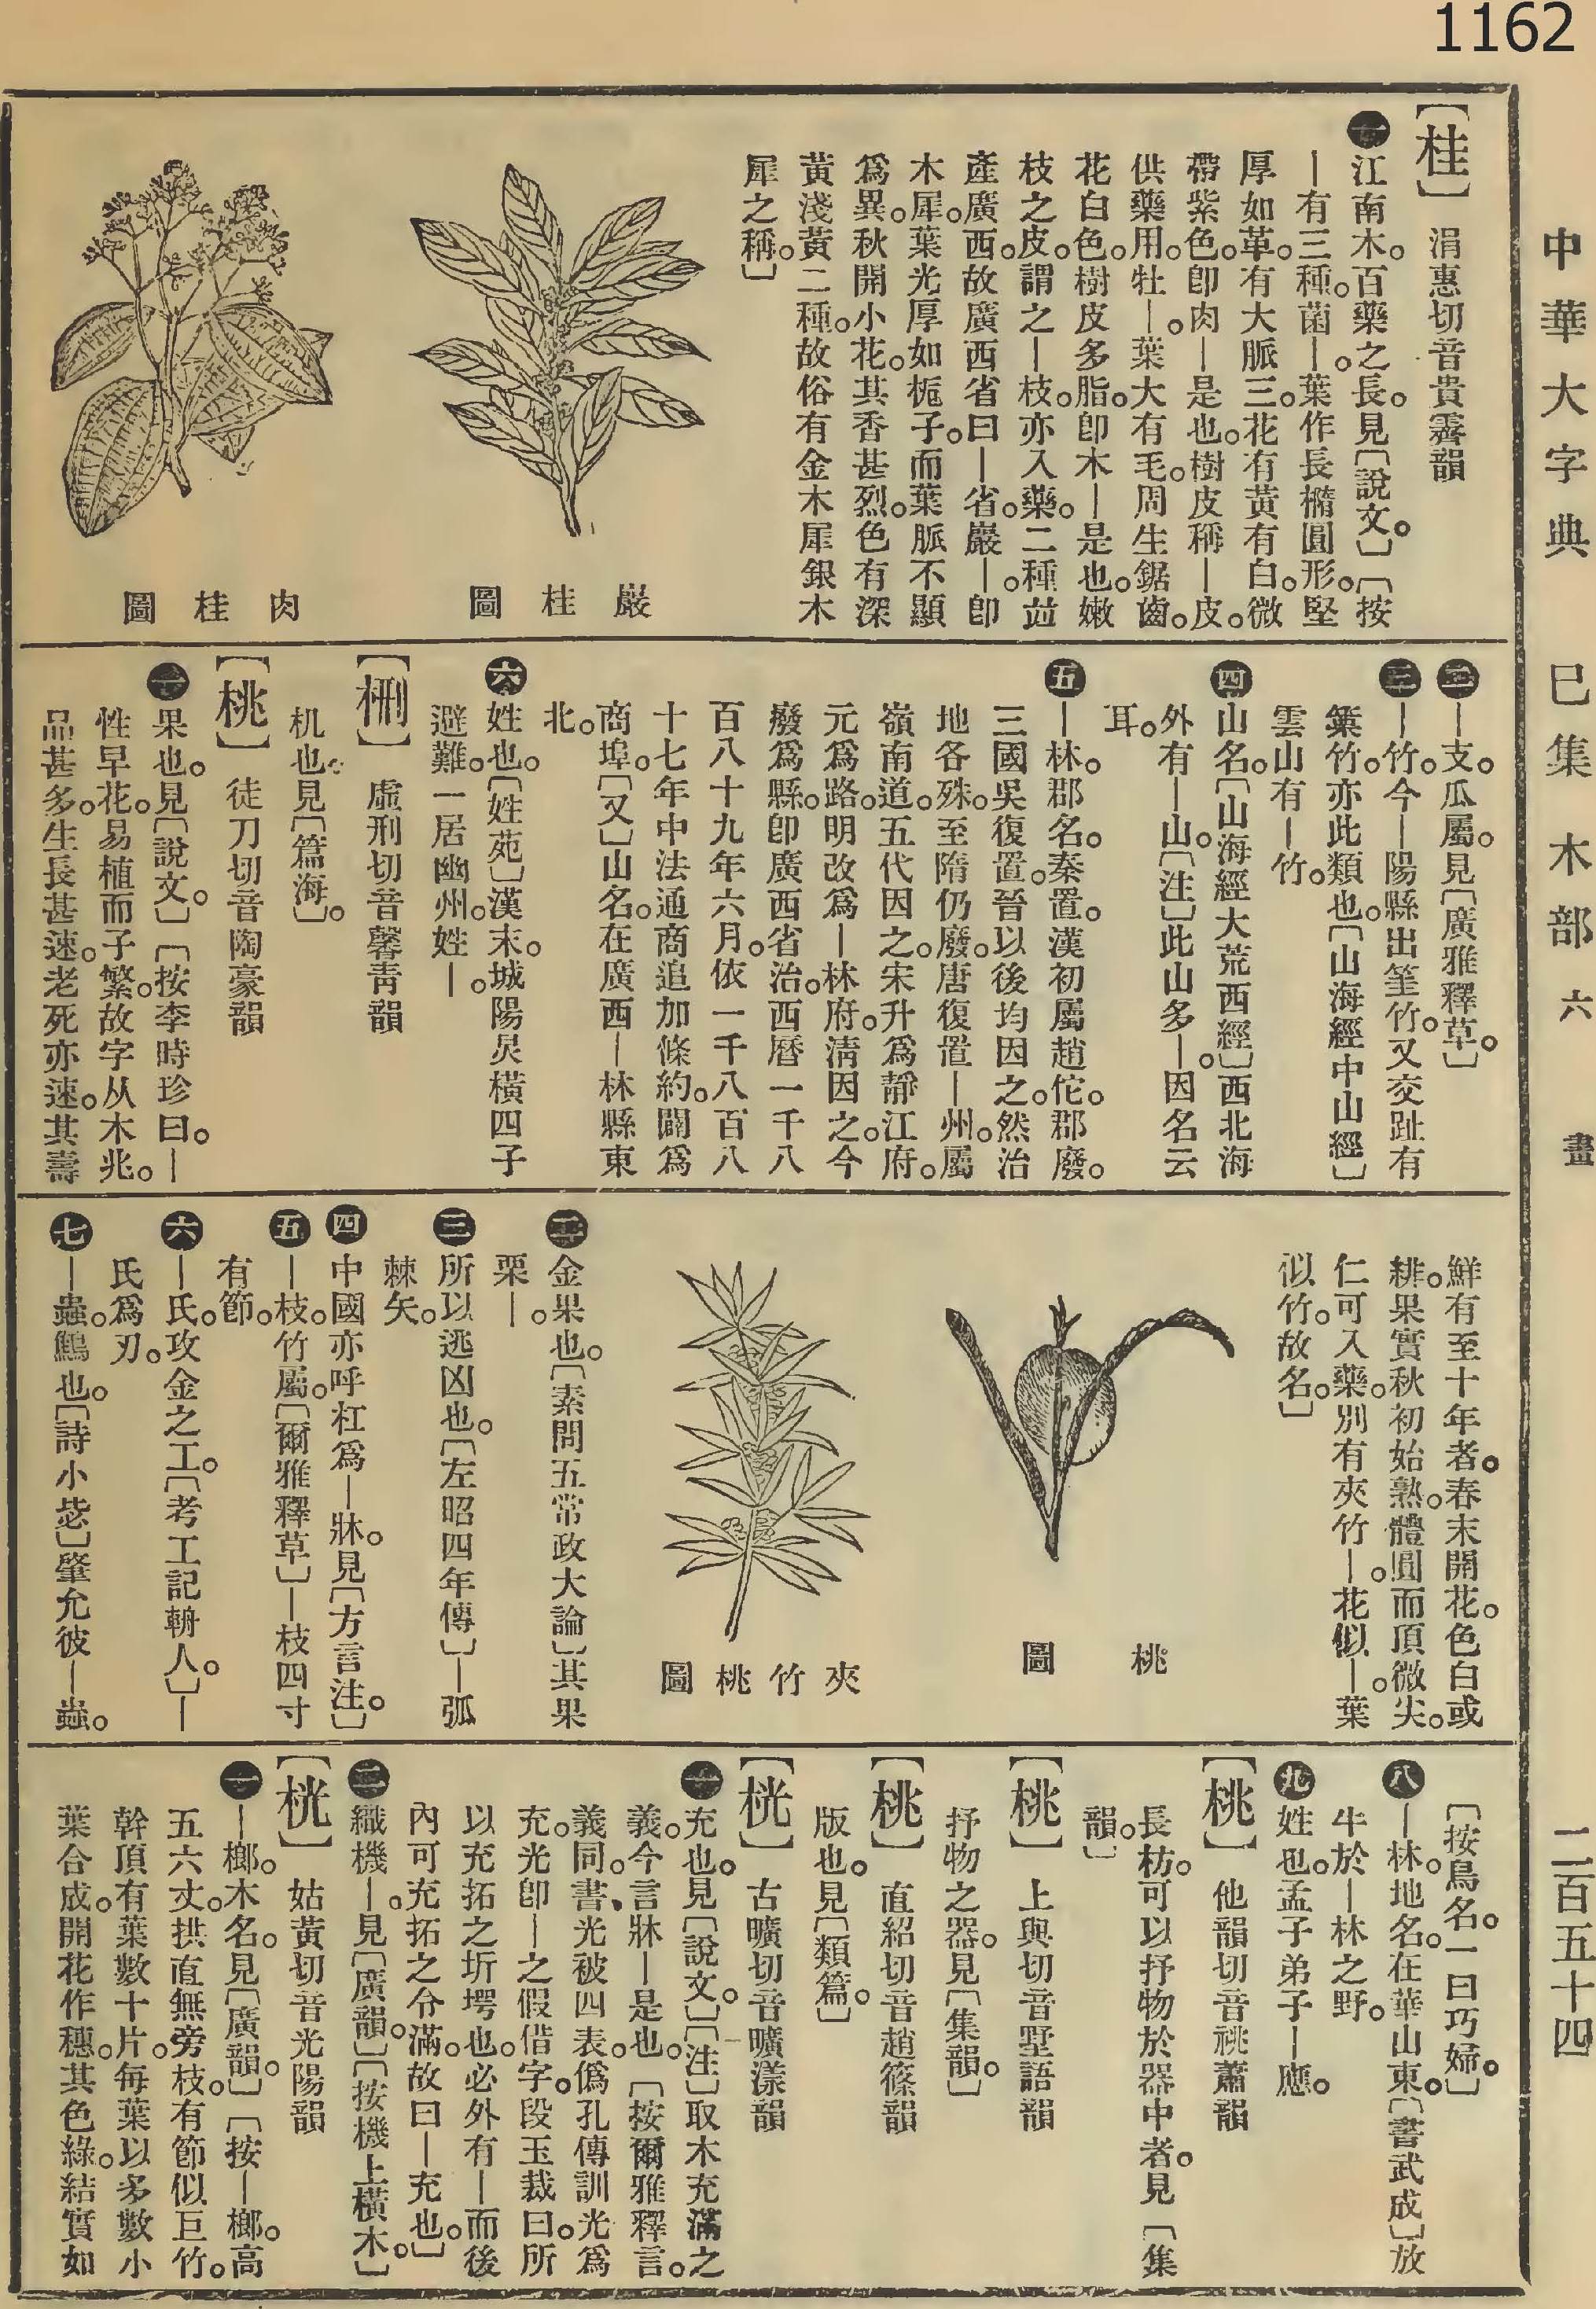 1162
中華大字典 巳集 木部 六畫 二百五十四
〔桂〕涓惠切音貴霽韻
㊀江南木。百藥之長。見〔說文。〕〔按
｜有三種。菌｜。葉作長橢圓形。堅
厚如革。有大脈三。花有黃有白。微
帶紫色。卽肉｜是也。樹皮稱｜皮。
供藥用。牡｜。葉大有毛。周生鋸齒。
花白色。樹皮多脂。卽木｜是也。嫩
枝之皮。謂之｜枝。亦入藥。二種竝
產廣西。故廣西省曰｜省。巖｜。卽
木犀。葉光厚如梔子。而葉脈不顯
爲異。秋開小花。其香甚烈。色有深
黃淺黃二種。故俗有金木犀銀木
犀之稱。〕
巖桂圖
肉桂圖
㊁｜支。瓜屬。見〔廣雅釋草。〕
㊂｜竹。今｜陽縣出筀竹。又交趾有
篥竹。亦此類也。〔山海經中山經〕
雲山有｜竹。
㊃山名。〔山海經大荒西經〕西北海
外有｜山。〔注〕此山多｜。因名云
耳。
㊄｜林。郡名。秦置。漢初屬趙佗。郡廢。
三國吳復置。晉以後均因之。然治
地各殊。至隋仍廢。唐復置｜州。屬
嶺南道。五代因之。宋升爲靜江府。
元爲路。明改爲｜林府。清因之。今
廢爲縣。卽廣西省治。西曆一千八
百八十九年六月。依一千八百八
十七年中法通商追加條約。闢爲
商埠。〔又〕山名。在廣西｜林縣東
北。
㊅姓也。〔姓苑〕漢末。城陽炅橫四子
避難。一居幽州。姓｜。
〔㭁〕虛刑切音馨靑韻
机也。見〔篇海。〕
〔桃〕徒刀切音陶豪韻
㊀果也。見〔說文。〕〔按李時珍曰。｜
性早花。易植而子繁。故字从木兆。
品甚多。生長甚速。老死亦速。其壽
鮮有至十年者。春末開花。色白或
緋。果實秋初始熟。體圓而頂微尖。
仁可入藥。別有夾竹｜。花似｜。葉
似竹。故名。〕
桃圖
夾竹桃圖
㊁金果也。〔素問五常政大論〕其果
栗｜。
㊂所以逃凶也。〔左昭四年傳〕｜弧
棘矢。
㊃中國亦呼杠爲｜牀。見〔方言注。〕
㊄｜枝。竹屬。〔爾雅釋草〕｜枝四寸
有節。
㊅｜氏。攻金之工。〔考工記輈人。〕｜
氏爲刃。
㊆｜蟲。鷦也。〔詩小毖〕肇允彼｜蟲。
〔按鳥名。一曰巧婦。〕
㊇｜林。地名。在華山東。〔書武成〕放
牛於｜林之野。
㊈姓也。孟子弟子｜應。
〔桃〕他韻切音祧蕭韻
長枋。可以抒物於器中者。見〔集
韻。〕
〔桃〕上與切音墅語韻
抒物之器。見〔集韻。〕
〔桃〕直紹切音趙篠韻
版也。見〔類篇。〕
〔桄〕古曠切音曠漾韻
㊀充也。見〔說文。〕〔注〕取木充滿之
義。今言牀｜是也。〔按爾雅釋言。
義同。書光被四表。僞孔傳訓光爲
充。光卽｜之假借字。段玉裁曰。所
以充拓之圻堮也。必外有｜而後
內可充拓之令滿。故曰｜充也。〕
㊁織機｜。見〔廣韻。〕〔按機上橫木。〕
〔桄〕姑黃切音光陽韻
㊀｜榔。木名。見〔廣韻。〕〔按｜榔。高
五六丈。拱直無旁枝。有節似巨竹。
幹頂有葉數十片。每葉以多數小
葉合成。開花作穗。其色綠。結實如